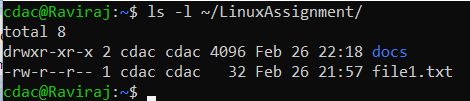 cdac@Raviraj:~$ ls -l ~/LinuxAssignment/
total 8
drwxr-xr-x 2 cdac cdac 4096 Feb 26 22:18 docs
-rw-r--r-- 1 cdac cdac   32 Feb 26 21:57 file1.txt
cdac@Raviraj:~$